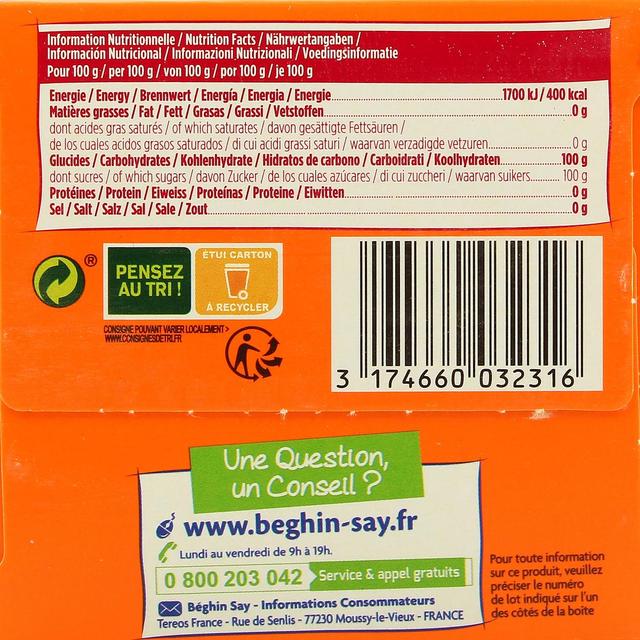 Information Nutritionnelle / Nutrition Facts / Nährwertangaben /
Información Nutricional / Informazioni Nutrizionali / Voedingsinformatie
Pour 100 g / per 100 g / von 100 g / por 100 g / je 100 g
Energie / Energy / Brennwert / Energía / Energia / Energie 1700 kJ / 400 kcal
Matières grasses / Fat / Fett / Grasas / Grassi / Vetstoffen 0 g
dont acides gras saturés / of which saturates / davon gesättigte Fettsäuren /
de los cuales acidos grasos saturados / di cui acidi grassi saturi / waarvan verzadigde vetzuren 0 g
Glucides / Carbohydrates / Kohlenhydrate / Hidratos de carbono / Carboidrati / Koolhydraten 100 g
dont sucres / of which sugars / davon Zucker / de los cuales azúcares / di cui zuccheri / waarvan suikers 100 g
Protéines / Protein / Eiweiss / Proteínas / Proteine / Eiwitten 0 g
Sel / Salt / Salz / Sal / Sale / Zout 0 g
®
PENSEZ
AU TRI !
ÉTUI CARTON
À RECYCLER
CONSIGNE POUVANT VARIER LOCALEMENT >
WWW.CONSIGNESDETRI.FR
3 174660 032316
Une Question,
un Conseil ?
www.beghin-say.fr
Lundi au vendredi de 9h à 19h.
0 800 203 042 Service & appel gratuits
Béghin Say - Informations Consommateurs
Tereos France - Rue de Senlis - 77230 Moussy-le-Vieux - FRANCE
Pour toute information
sur ce produit, veuillez
préciser le numéro
de lot indiqué sur l'un
des côtés de la boîte